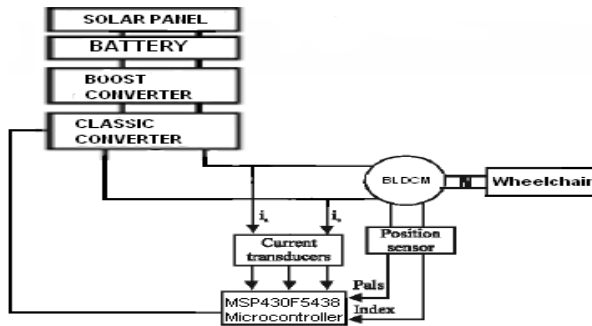 SOLAR PANEL
BATTERY
BOOST
CONVERTER
CLASSIC
CONVERTER
BLDCM
Wheelchair
Position
sensor
Current
transducers
Pals
Index
MSP430F5438
Microcontroller